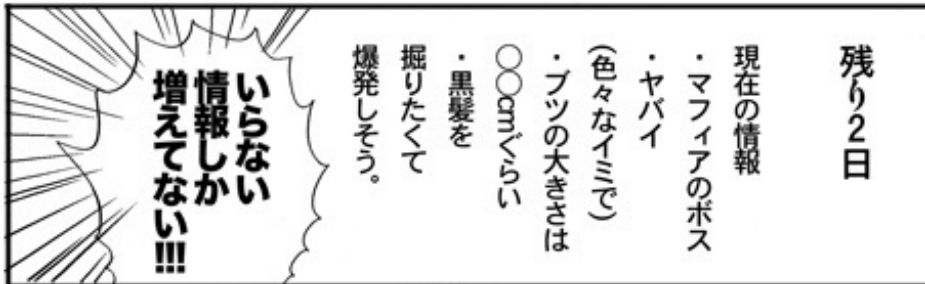 残り2日
現在の情報
・マフィアのボス
・ヤバイ
(色々なイミで)
・ブツの大きさは
○○cmぐらい
・黒髪を
掘りたくて
爆発しそう。
いらない
情報しか
増えてない!!!